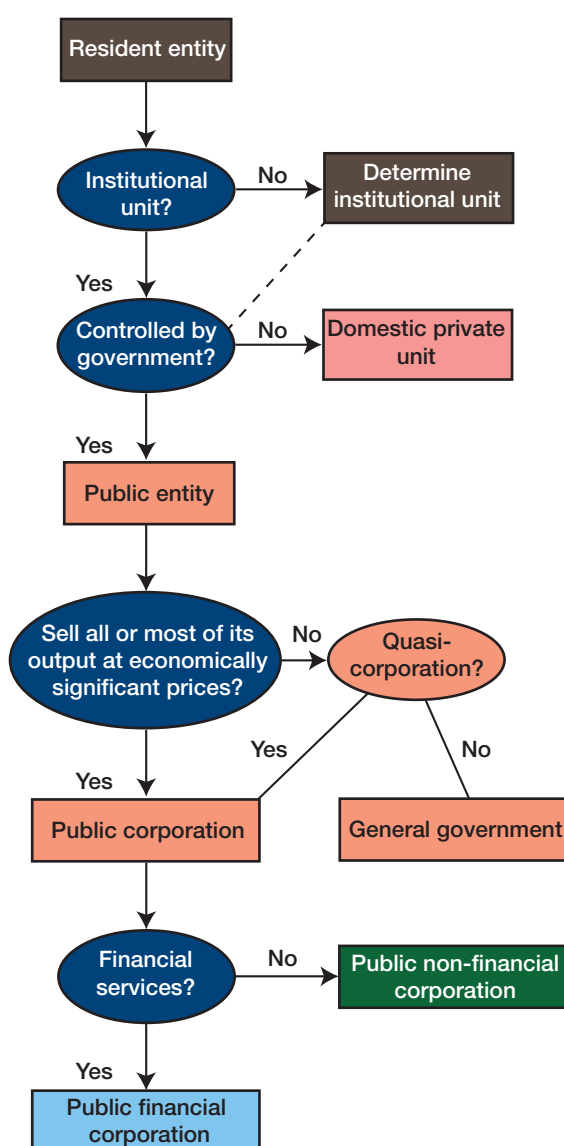 Resident entity
Institutional
unit?
No
Determine
institutional unit
Yes
Controlled by
government?
No
Domestic private
unit
Yes
Public entity
Sell all or most of its
output at economically
significant prices?
No
Quasi-
corporation?
Yes
No
Yes
Public corporation
General government
Financial
services?
No
Public non-financial
corporation
Yes
Public financial
corporation